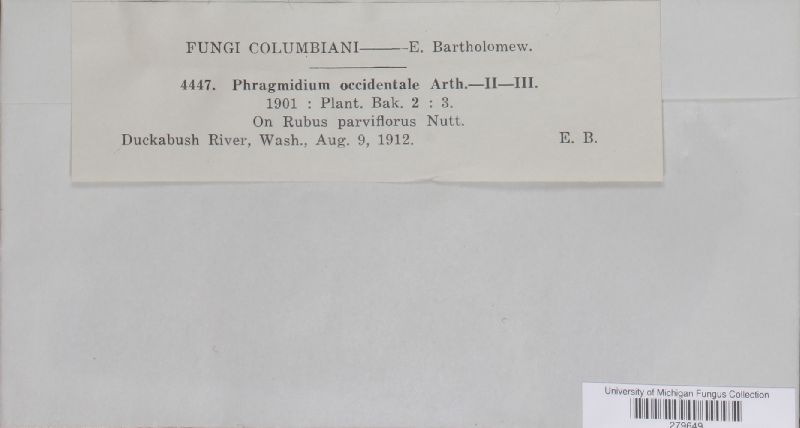 FUNGI COLUMBIANI———E. Bartholomew.
4447. Phragmidium occidentale Arth.—II—III.
1901 : Plant. Bak. 2 : 3.
On Rubus parviflorus Nutt.
Duckabush River, Wash., Aug. 9, 1912. E. B.
University of Michigan Fungus Collection
279649